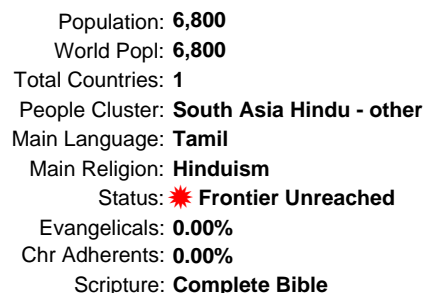 Population: 6,800
World Popl: 6,800
Total Countries: 1
People Cluster: South Asia Hindu - other
Main Language: Tamil
Main Religion: Hinduism
Status: Frontier Unreached
Evangelicals: 0.00%
Chr Adherents: 0.00%
Scripture: Complete Bible